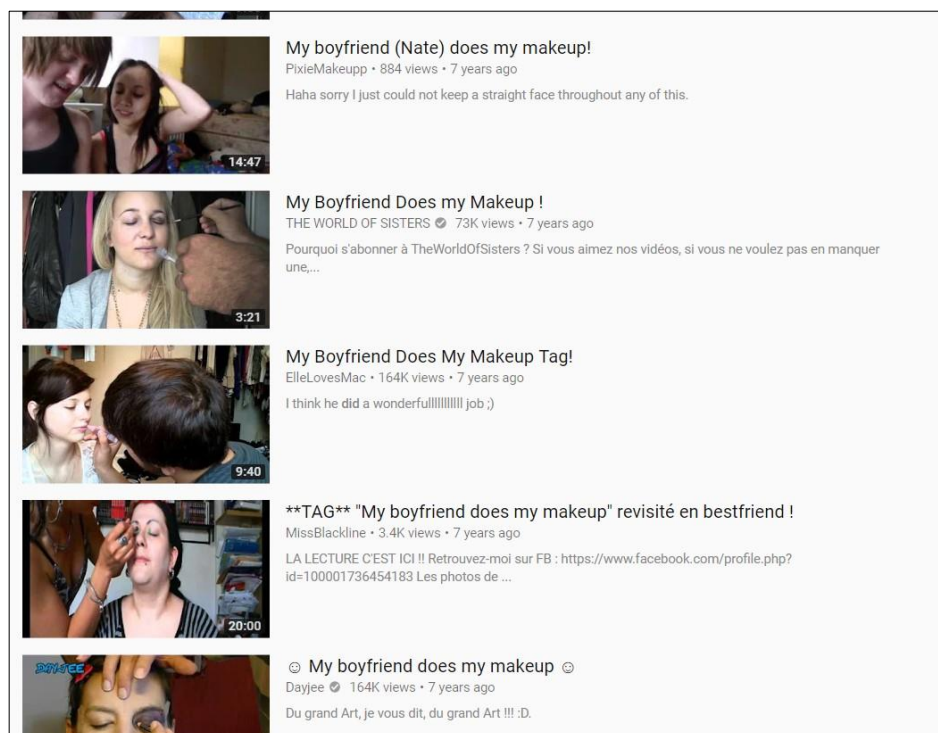 My boyfriend (Nate) does my makeup!
PixieMakeupp • 884 views • 7 years ago
Haha sorry I just could not keep a straight face throughout any of this.
14:47
My Boyfriend Does my Makeup !
THE WORLD OF SISTERS 73K views • 7 years ago
Pourquoi s'abonner à TheWorldOfSisters ? Si vous aimez nos vidéos, si vous ne voulez pas en manquer
une,...
3:21
My Boyfriend Does My Makeup Tag!
ElleLovesMac • 164K views • 7 years ago
I think he did a wonderfulllllllllll job ;)
9:40
**TAG** "My boyfriend does my makeup" revisité en bestfriend !
MissBlackline • 3.4K views • 7 years ago
LA LECTURE C'EST ICI !! Retrouvez-moi sur FB : https://www.facebook.com/profile.php?
id=100001736454183 Les photos de ...
20:00
DAYJEE
☺ My boyfriend does my makeup ☺
Dayjee 164K views • 7 years ago
Du grand Art, je vous dit, du grand Art !!! :D.